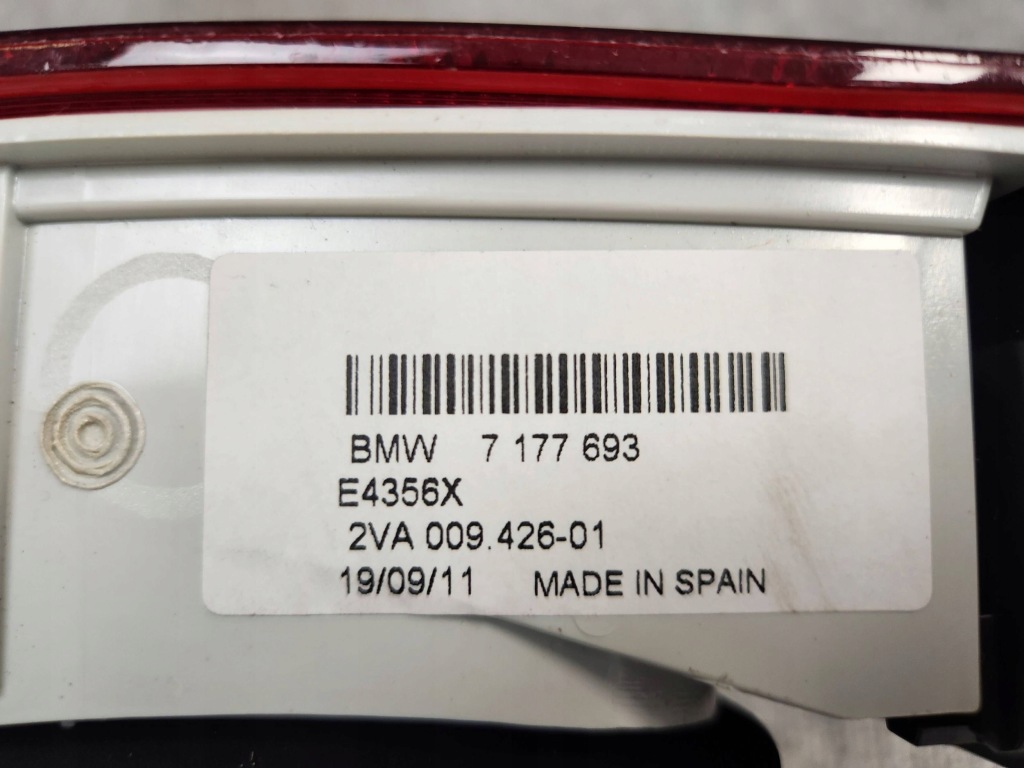 BMW 7 177 693
E4356X
2VA 009.426-01
19/09/11 MADE IN SPAIN